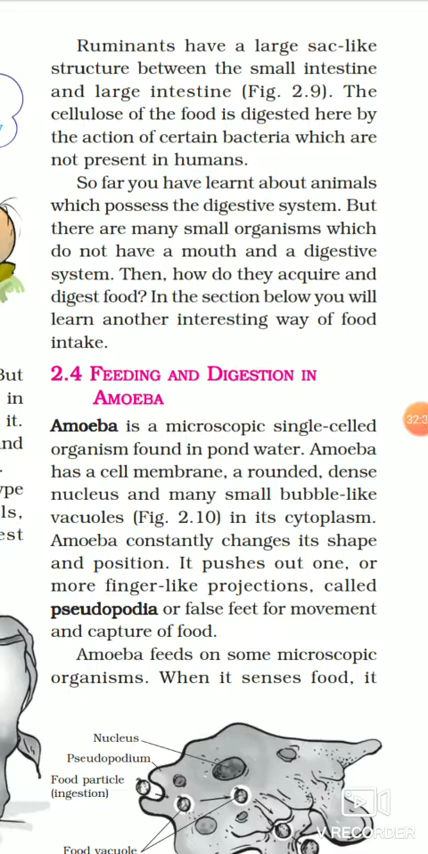 Ruminants have a large sac-like
structure between the small intestine
and large intestine (Fig. 2.9). The
cellulose of the food is digested here by
the action of certain bacteria which are
not present in humans.
So far you have learnt about animals
which possess the digestive system. But
there are many small organisms which
do not have a mouth and a digestive
system. Then, how do they acquire and
digest food? In the section below you will
learn another interesting way of food
intake.
2.4 FEEDING AND DIGESTION IN
AMOEBA
Amoeba is a microscopic single-celled
organism found in pond water. Amoeba
has a cell membrane, a rounded, dense
nucleus and many small bubble-like
vacuoles (Fig. 2.10) in its cytoplasm.
Amoeba constantly changes its shape
and position. It pushes out one, or
more finger-like projections, called
pseudopodia or false feet for movement
and capture of food.
Amoeba feeds on some microscopic
organisms. When it senses food, it
Nucleus
Pseudopodium
Food particle
(ingestion)
Food vacuole
in
it.
est
32:3
V RECORDER